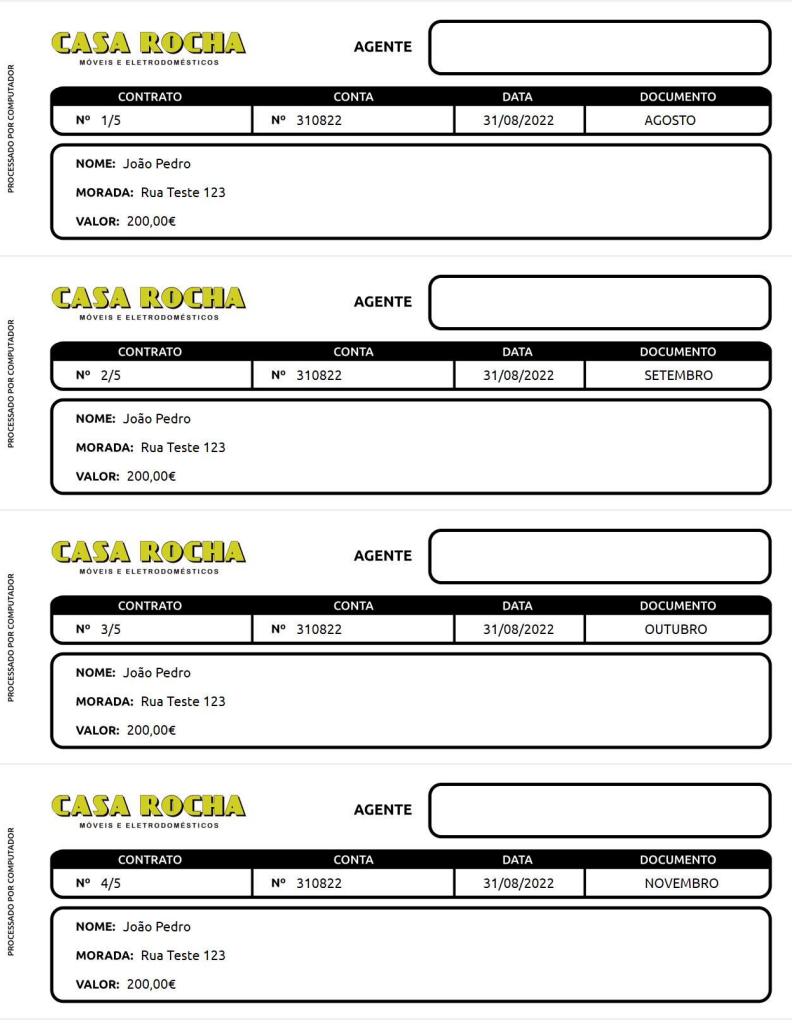 CASA ROCHA
MÓVEIS E ELETRODOMÉSTICOS
AGENTE
PROCESSADO POR COMPUTADOR
CONTRATO CONTA DATA DOCUMENTO
Nº 1/5 Nº 310822 31/08/2022 AGOSTO
NOME: João Pedro
MORADA: Rua Teste 123
VALOR: 200,00€
CASA ROCHA
MÓVEIS E ELETRODOMÉSTICOS
AGENTE
PROCESSADO POR COMPUTADOR
CONTRATO CONTA DATA DOCUMENTO
Nº 2/5 Nº 310822 31/08/2022 SETEMBRO
NOME: João Pedro
MORADA: Rua Teste 123
VALOR: 200,00€
CASA ROCHA
MÓVEIS E ELETRODOMÉSTICOS
AGENTE
PROCESSADO POR COMPUTADOR
CONTRATO CONTA DATA DOCUMENTO
Nº 3/5 Nº 310822 31/08/2022 OUTUBRO
NOME: João Pedro
MORADA: Rua Teste 123
VALOR: 200,00€
CASA ROCHA
MÓVEIS E ELETRODOMÉSTICOS
AGENTE
PROCESSADO POR COMPUTADOR
CONTRATO CONTA DATA DOCUMENTO
Nº 4/5 Nº 310822 31/08/2022 NOVEMBRO
NOME: João Pedro
MORADA: Rua Teste 123
VALOR: 200,00€